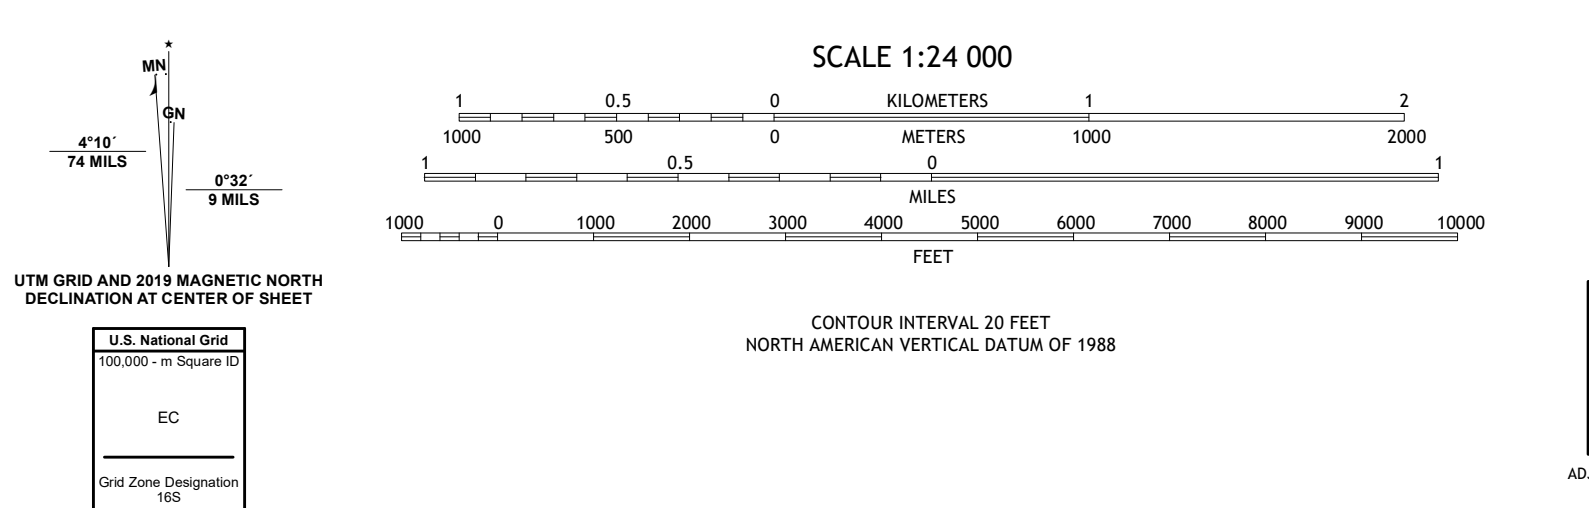 ★
MN
GN
4°10´
74 MILS
0°32´
9 MILS
UTM GRID AND 2019 MAGNETIC NORTH
DECLINATION AT CENTER OF SHEET
U.S. National Grid
100,000 - m Square ID
EC
Grid Zone Designation
16S
SCALE 1:24 000
1 0.5 0 KILOMETERS 1 2
1000 500 0 METERS 1000 2000
1 0.5 0 1
MILES
1000 0 1000 2000 3000 4000 5000 6000 7000 8000 9000 10000
FEET
CONTOUR INTERVAL 20 FEET
NORTH AMERICAN VERTICAL DATUM OF 1988